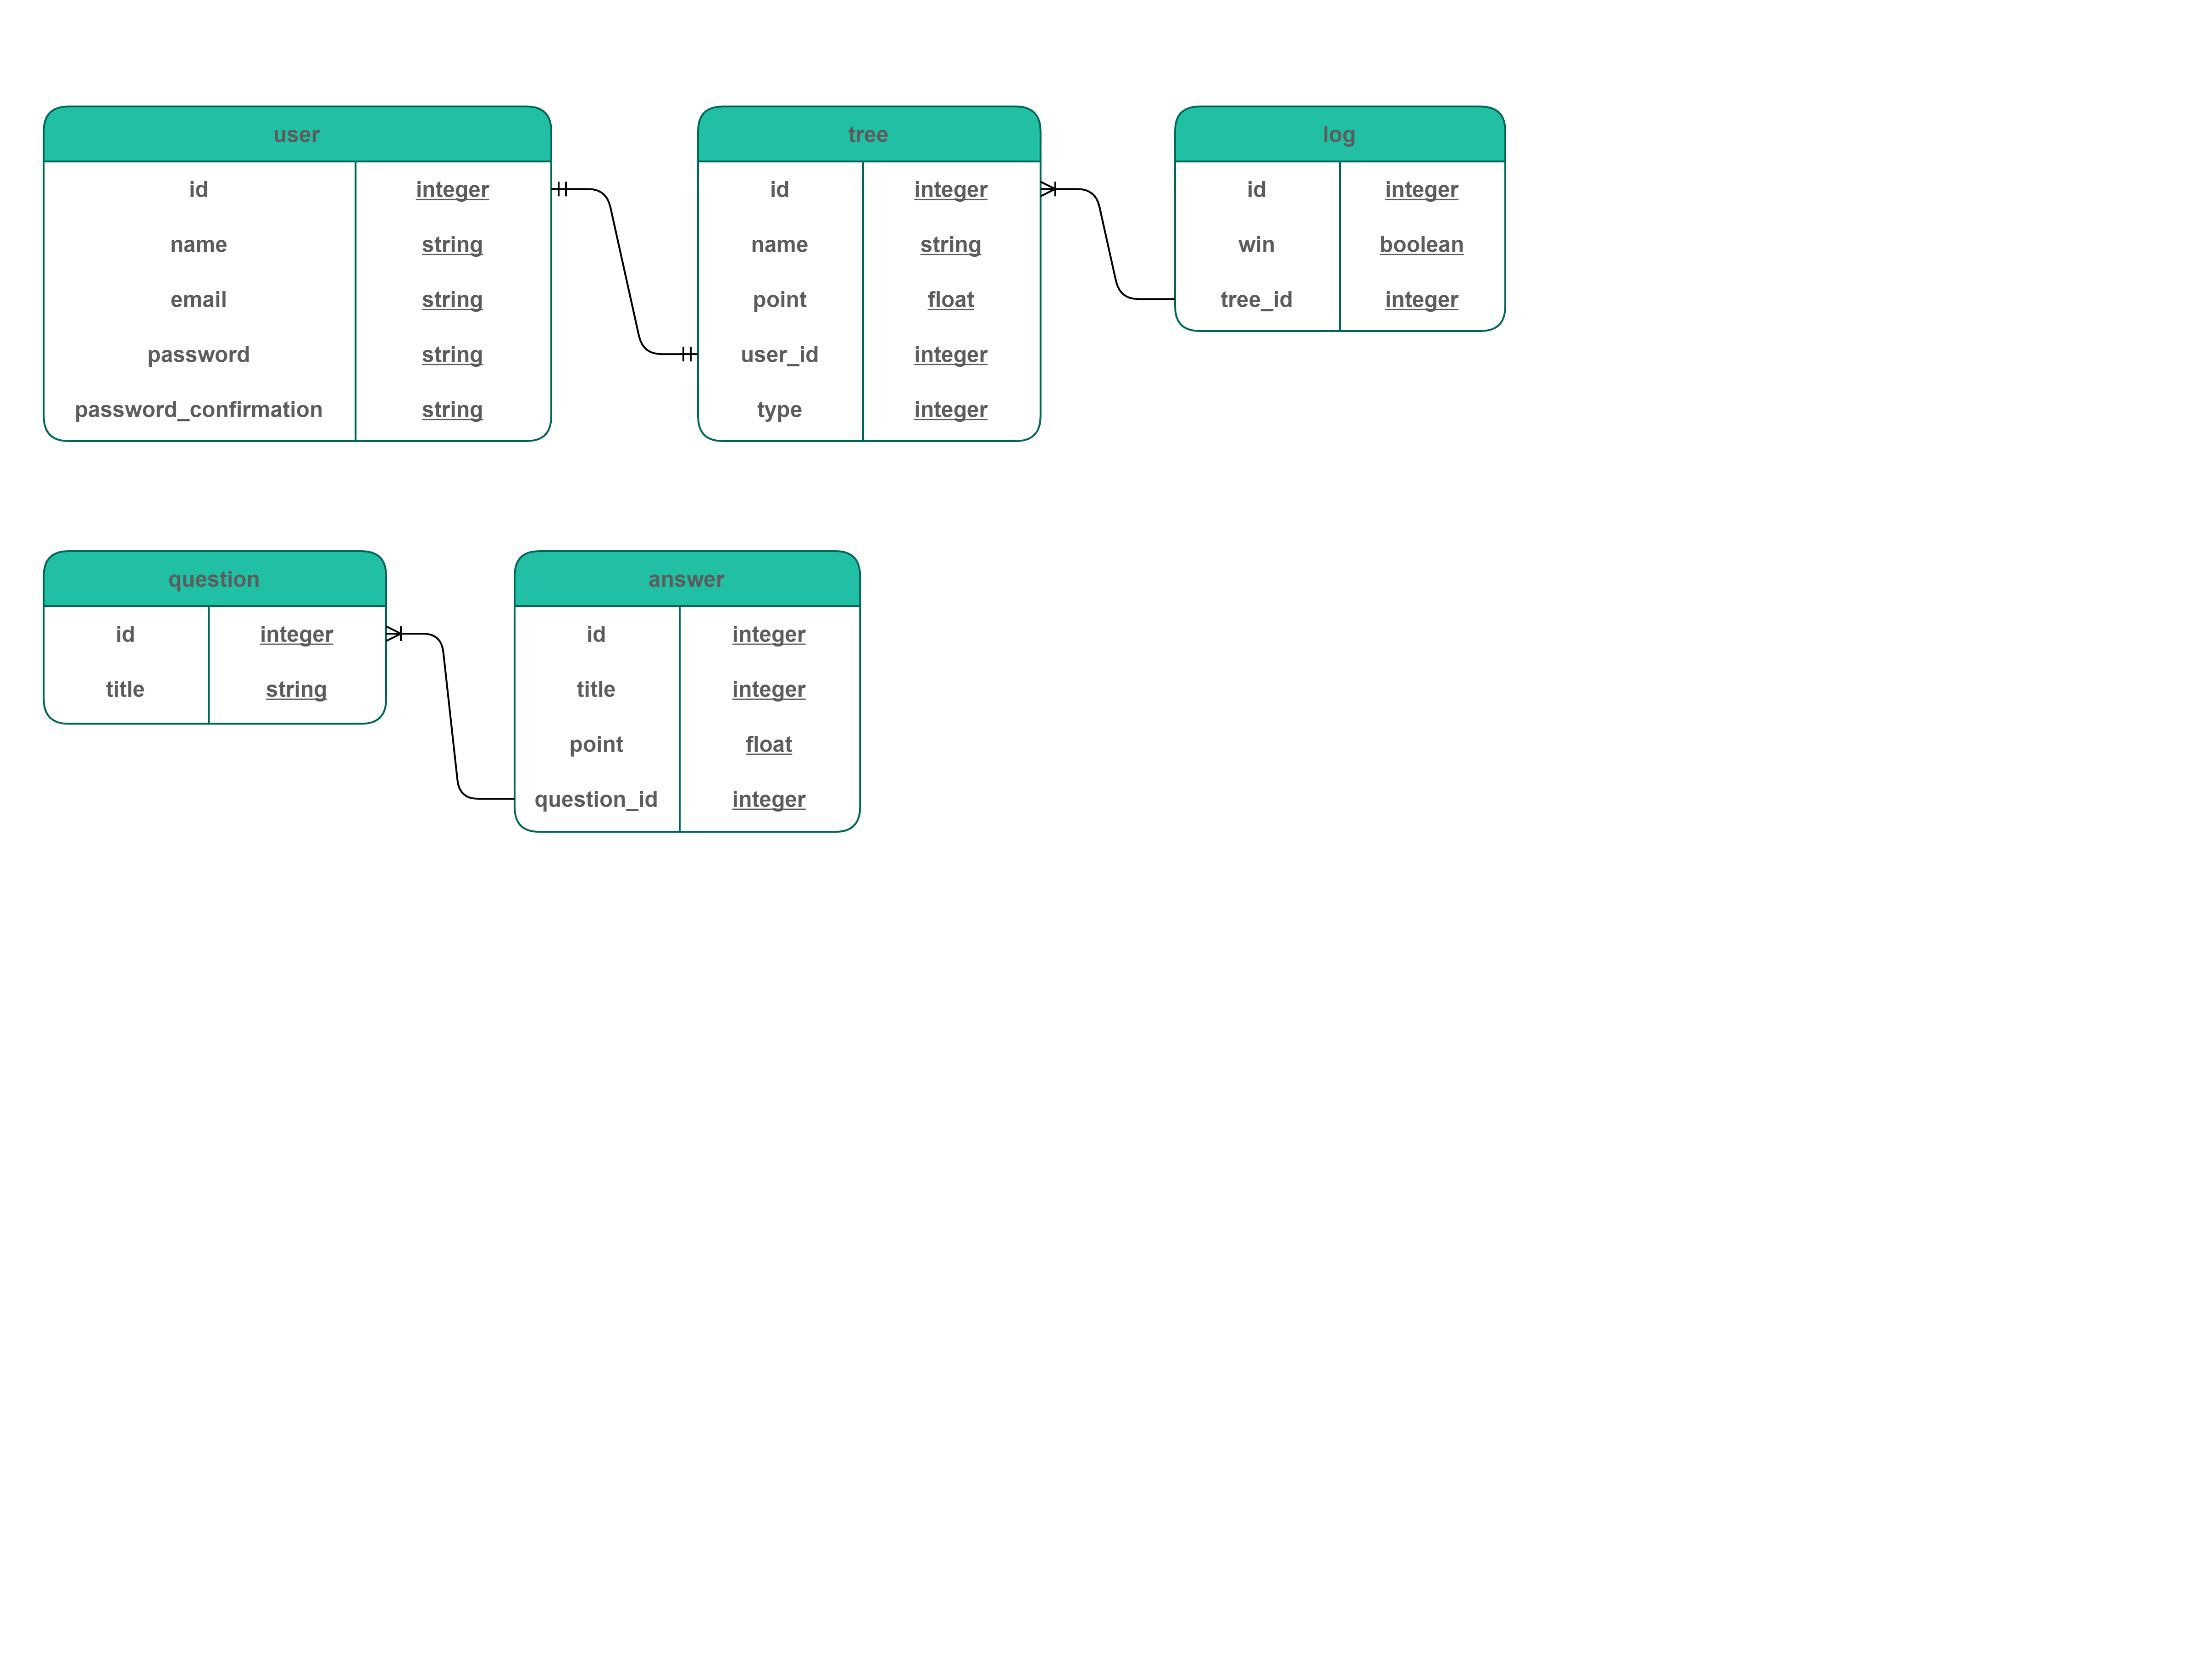 user
id integer
name string
email string
password string
password_confirmation string
tree
id integer
name string
point float
user_id integer
type integer
log
id integer
win boolean
tree_id integer
question
id integer
title string
answer
id integer
title integer
point float
question_id integer